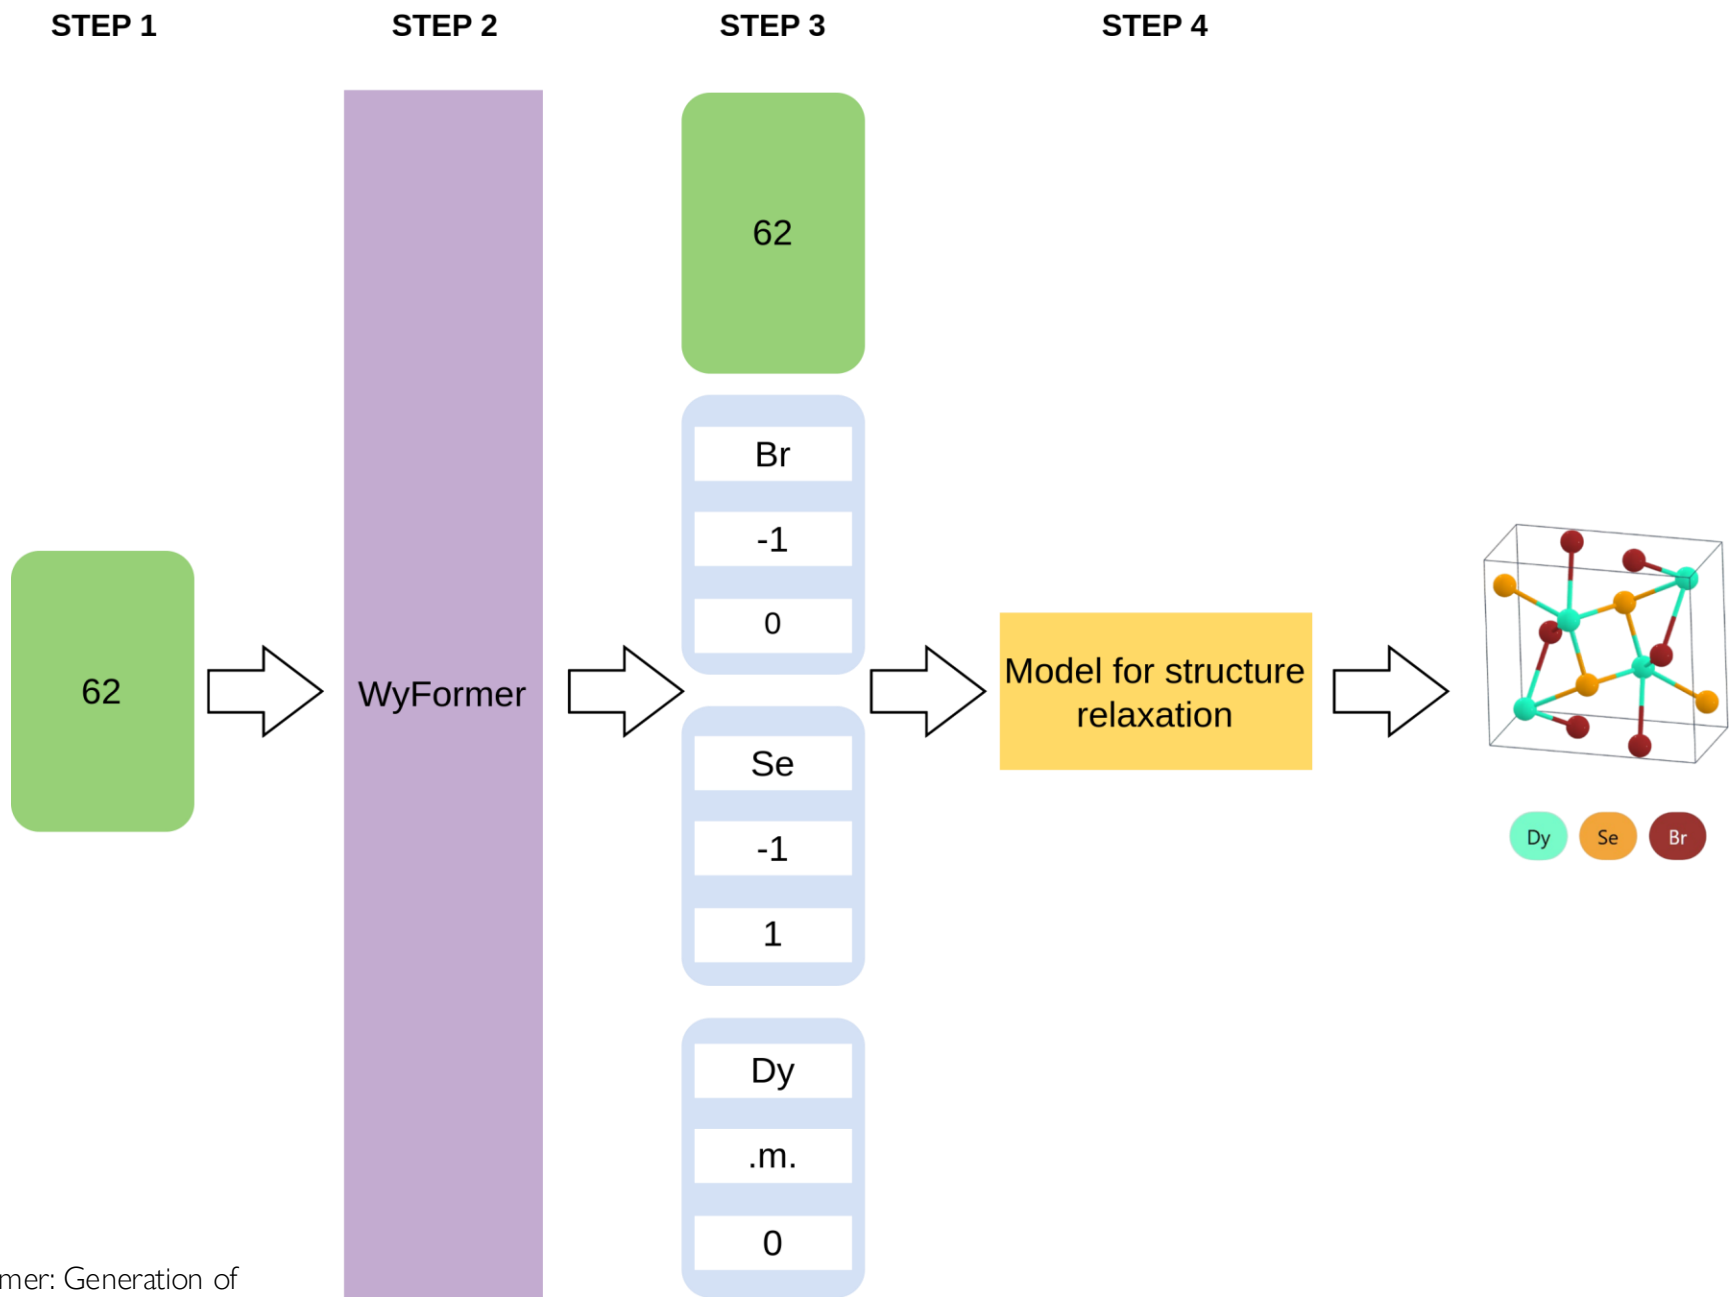 STEP 1
STEP 2
STEP 3
STEP 4
62
WyFormer
62
Br
-1
0
Se
-1
1
Dy
.m.
0
Model for structure
relaxation
Dy
Se
Br
mer: Generation of